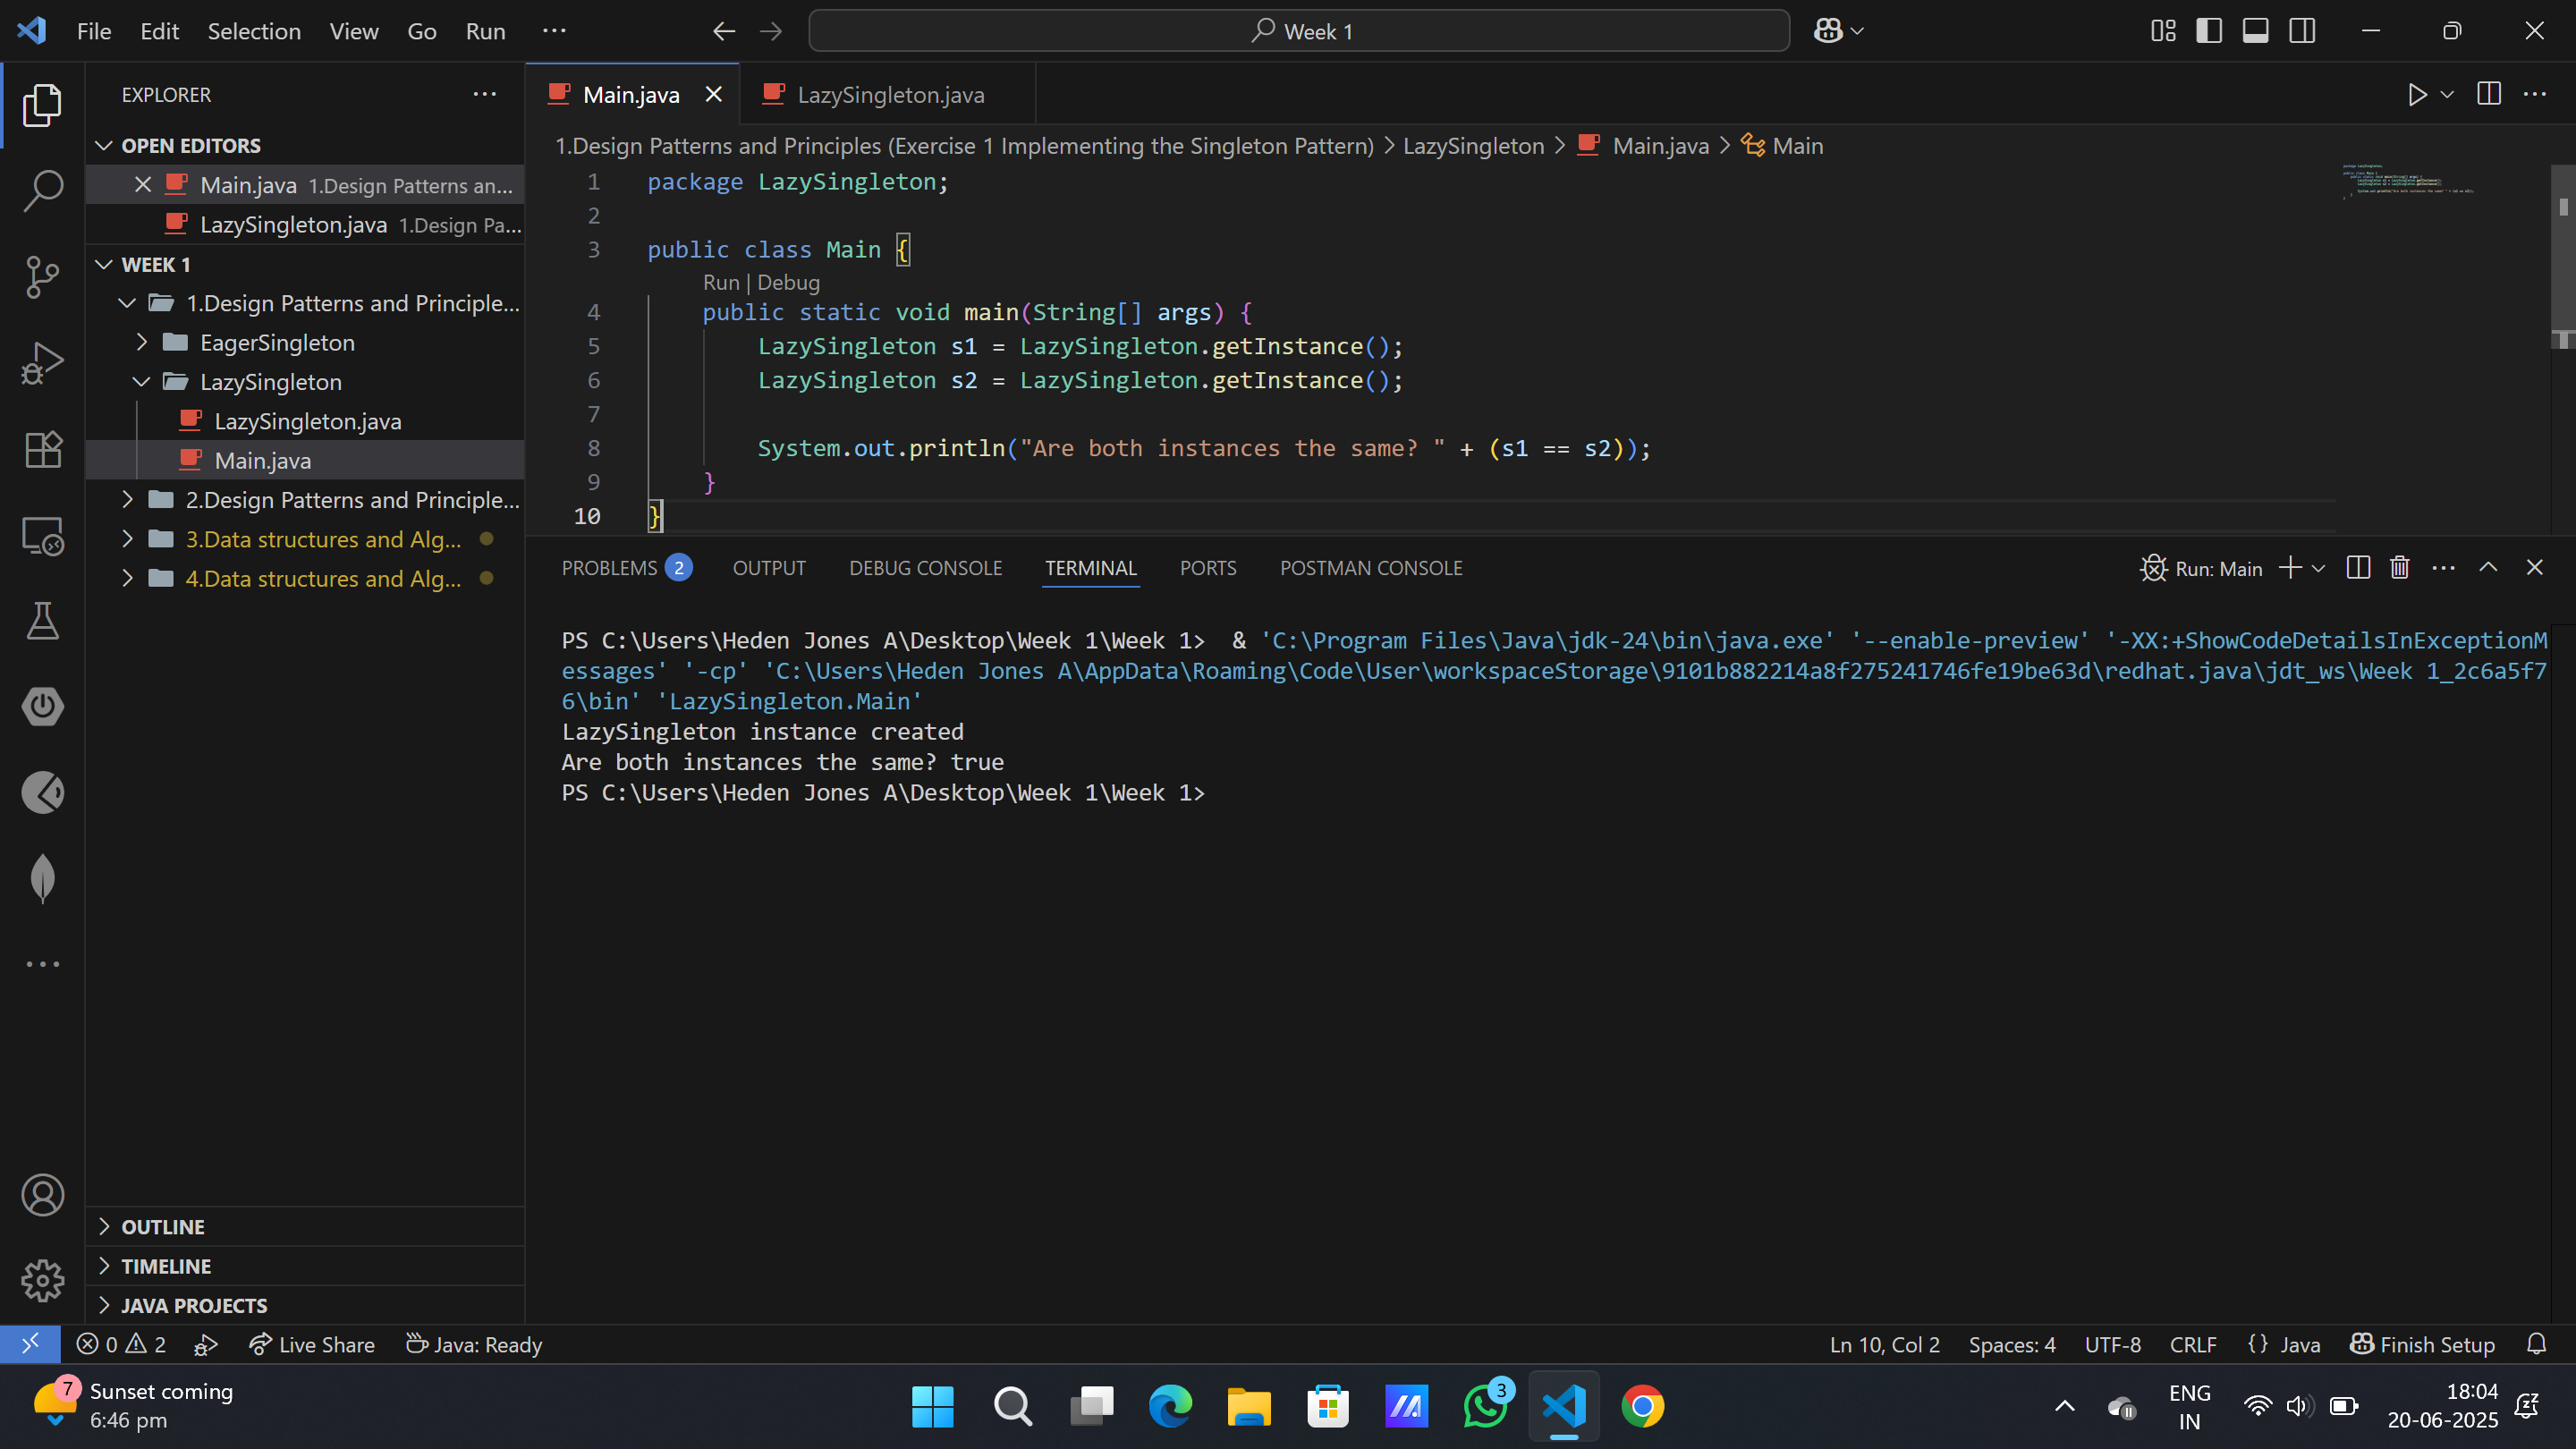 File Edit Selection View Go Run ··· Week 1
EXPLORER
OPEN EDITORS
Main.java 1.Design Patterns an...
LazySingleton.java 1.Design Pa...
WEEK 1
1.Design Patterns and Principle...
EagerSingleton
LazySingleton
LazySingleton.java
Main.java
2.Design Patterns and Principle...
3.Data structures and Alg...
4.Data structures and Alg...
OUTLINE
TIMELINE
JAVA PROJECTS
Main.java LazySingleton.java
1.Design Patterns and Principles (Exercise 1 Implementing the Singleton Pattern) > LazySingleton > Main.java > Main
1 package LazySingleton;
2
3 public class Main {
Run | Debug
4 public static void main(String[] args) {
5 LazySingleton s1 = LazySingleton.getInstance();
6 LazySingleton s2 = LazySingleton.getInstance();
7
8 System.out.println("Are both instances the same? " + (s1 == s2));
9 }
10 }
PROBLEMS 2 OUTPUT DEBUG CONSOLE TERMINAL PORTS POSTMAN CONSOLE Run: Main
PS C:\Users\Heden Jones A\Desktop\Week 1\Week 1>  & 'C:\Program Files\Java\jdk-24\bin\java.exe' '--enable-preview' '-XX:+ShowCodeDetailsInExceptionM
essages' '-cp' 'C:\Users\Heden Jones A\AppData\Roaming\Code\User\workspaceStorage\9101b882214a8f275241746fe19be63d\redhat.java\jdt_ws\Week 1_2c6a5f7
6\bin' 'LazySingleton.Main'
LazySingleton instance created
Are both instances the same? true
PS C:\Users\Heden Jones A\Desktop\Week 1\Week 1>
0 2 Live Share Java: Ready Ln 10, Col 2 Spaces: 4 UTF-8 CRLF {} Java Finish Setup
7 Sunset coming
6:46 pm
3
ENG
IN
18:04
20-06-2025